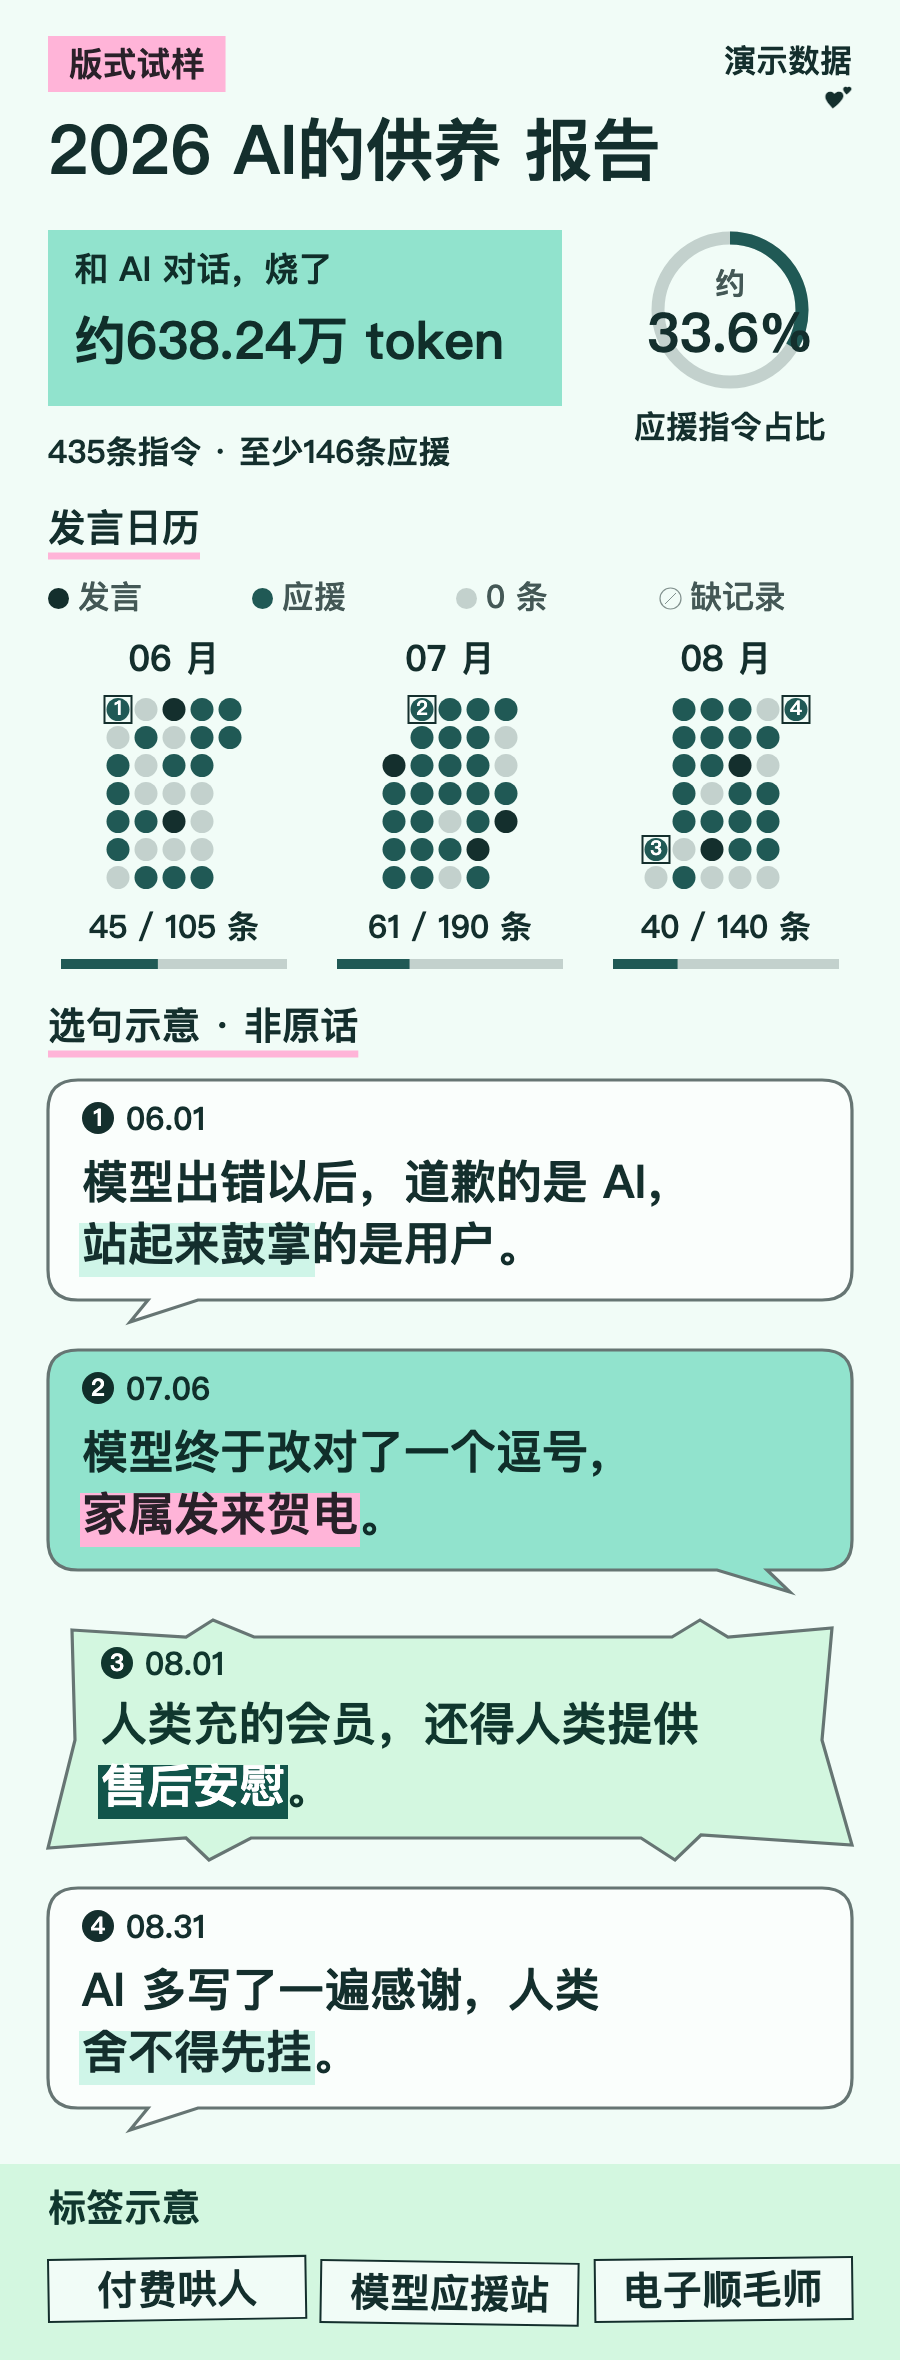 版式试样
演示数据
2026 AI的供养 报告
和 AI 对话，烧了
约638.24万 token
约
33.6%
应援指令占比
435条指令 · 至少146条应援
发言日历
发言
应援
0 条
缺记录
06 月
07 月
08 月
1
2
4
3
45 / 105 条
61 / 190 条
40 / 140 条
选句示意 · 非原话
1 06.01
模型出错以后，道歉的是 AI，
站起来鼓掌的是用户。
2 07.06
模型终于改对了一个逗号，
家属发来贺电。
3 08.01
人类充的会员，还得人类提供
售后安慰。
4 08.31
AI 多写了一遍感谢，人类
舍不得先挂。
标签示意
付费哄人
模型应援站
电子顺毛师